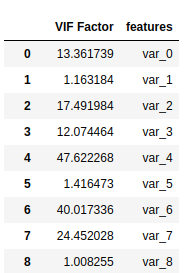 VIF Factor features
0 13.361739 var_0
1 1.163184 var_1
2 17.491984 var_2
3 12.074464 var_3
4 47.622268 var_4
5 1.416473 var_5
6 40.017336 var_6
7 24.452028 var_7
8 1.008255 var_8